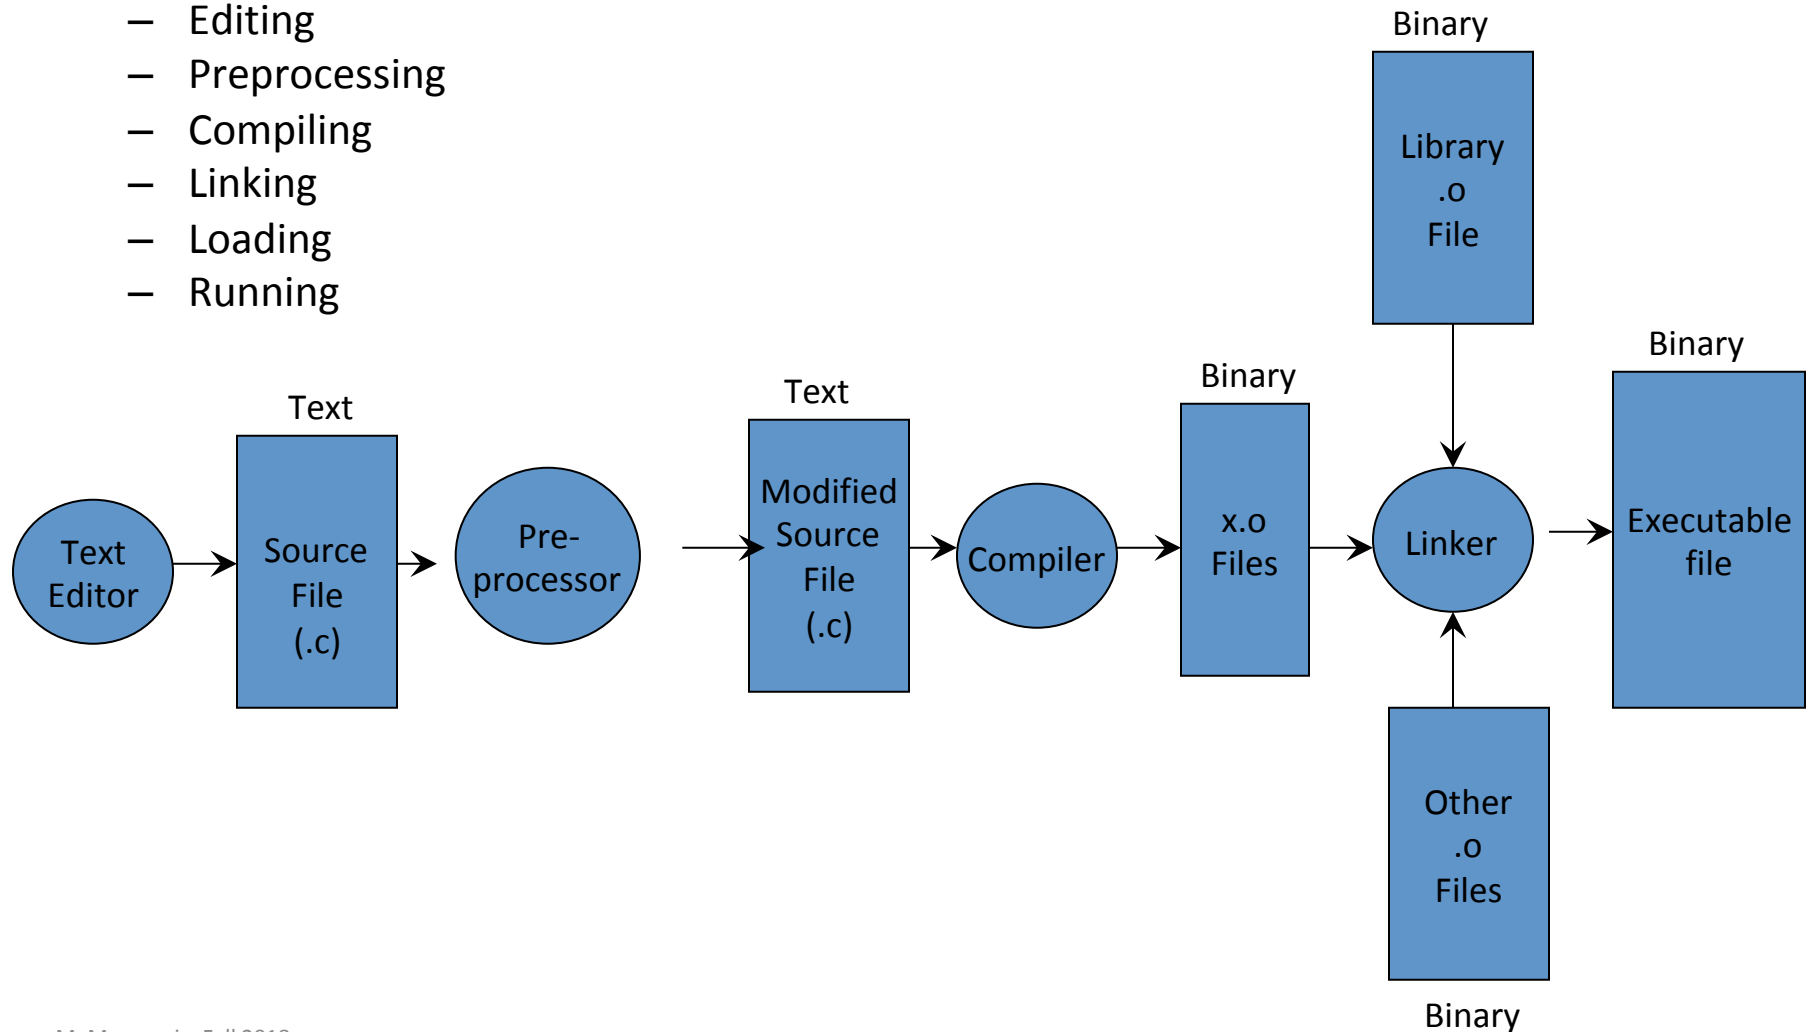 – Editing
– Preprocessing
– Compiling
– Linking
– Loading
– Running
Binary
Library
.o
File
Text
Text
Binary
Binary
Text
Editor
Source
File
(.c)
Pre-
processor
Modified
Source
File
(.c)
Compiler
x.o
Files
Linker
Executable
file
Other
.o
Files
Binary